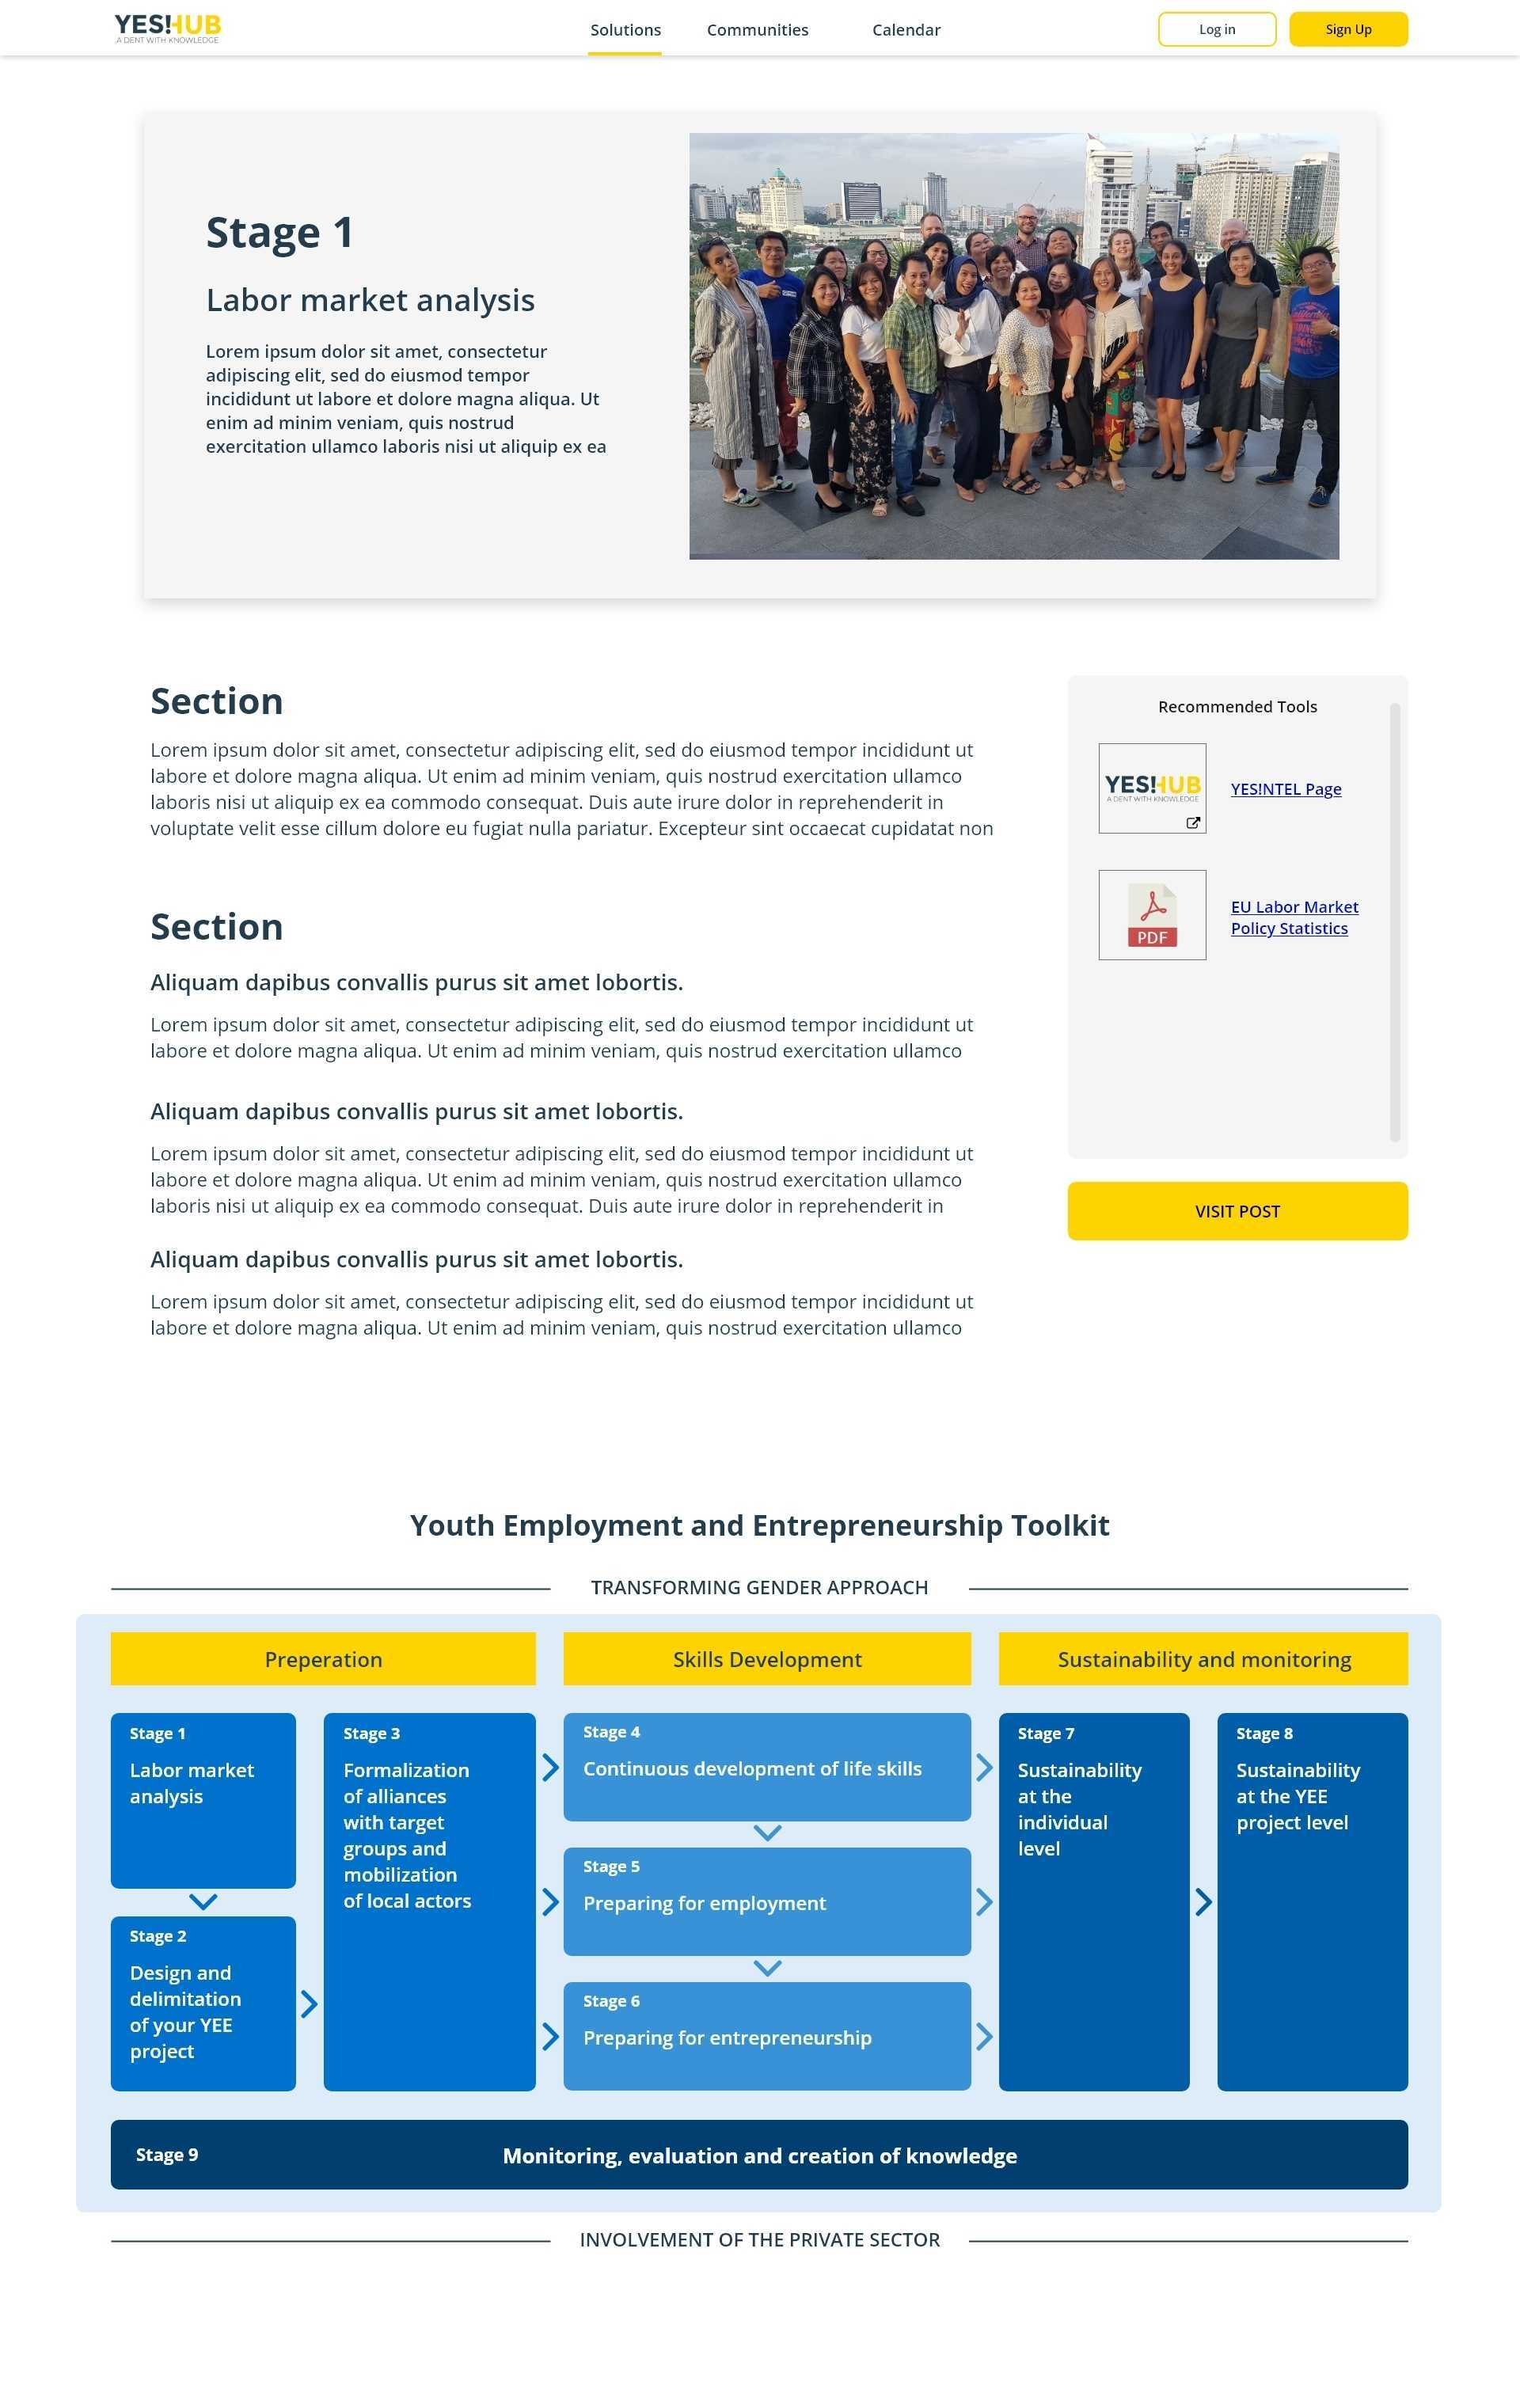 YES!HUB
A DENT WITH KNOWLEDGE
Solutions
Communities
Calendar
Log in
Sign Up
Stage 1
Labor market analysis
Lorem ipsum dolor sit amet, consectetur
adipiscing elit, sed do eiusmod tempor
incididunt ut labore et dolore magna aliqua. Ut
enim ad minim veniam, quis nostrud
exercitation ullamco laboris nisi ut aliquip ex ea
Section
Lorem ipsum dolor sit amet, consectetur adipiscing elit, sed do eiusmod tempor incididunt ut
labore et dolore magna aliqua. Ut enim ad minim veniam, quis nostrud exercitation ullamco
laboris nisi ut aliquip ex ea commodo consequat. Duis aute irure dolor in reprehenderit in
voluptate velit esse cillum dolore eu fugiat nulla pariatur. Excepteur sint occaecat cupidatat non
Section
Aliquam dapibus convallis purus sit amet lobortis.
Lorem ipsum dolor sit amet, consectetur adipiscing elit, sed do eiusmod tempor incididunt ut
labore et dolore magna aliqua. Ut enim ad minim veniam, quis nostrud exercitation ullamco
Aliquam dapibus convallis purus sit amet lobortis.
Lorem ipsum dolor sit amet, consectetur adipiscing elit, sed do eiusmod tempor incididunt ut
labore et dolore magna aliqua. Ut enim ad minim veniam, quis nostrud exercitation ullamco
laboris nisi ut aliquip ex ea commodo consequat. Duis aute irure dolor in reprehenderit in
Aliquam dapibus convallis purus sit amet lobortis.
Lorem ipsum dolor sit amet, consectetur adipiscing elit, sed do eiusmod tempor incididunt ut
labore et dolore magna aliqua. Ut enim ad minim veniam, quis nostrud exercitation ullamco
Recommended Tools
YES!HUB
A DENT WITH KNOWLEDGE
YES!NTEL Page
PDF
EU Labor Market
Policy Statistics
VISIT POST
Youth Employment and Entrepreneurship Toolkit
TRANSFORMING GENDER APPROACH
Preperation
Skills Development
Sustainability and monitoring
Stage 1
Labor market
analysis
Stage 2
Design and
delimitation
of your YEE
project
Stage 3
Formalization
of alliances
with target
groups and
mobilization
of local actors
Stage 4
Continuous development of life skills
Stage 5
Preparing for employment
Stage 6
Preparing for entrepreneurship
Stage 7
Sustainability
at the
individual
level
Stage 8
Sustainability
at the YEE
project level
Stage 9
Monitoring, evaluation and creation of knowledge
INVOLVEMENT OF THE PRIVATE SECTOR